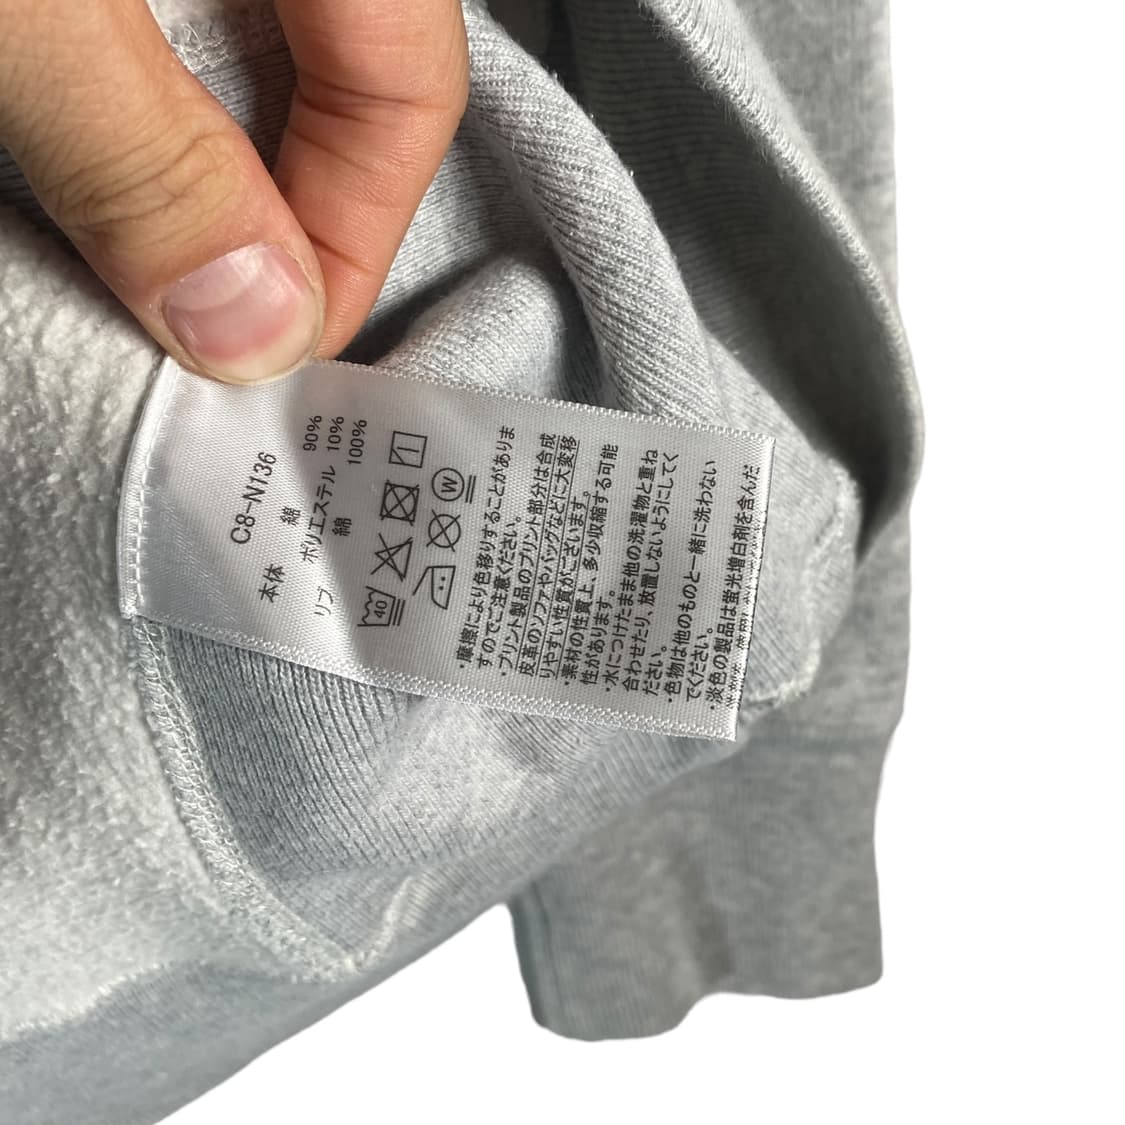 C8-N136
本体 綿 90%
ポリエステル 10%
リブ 綿 100%
40
W
・摩擦により色移りすることがありま
すのでご注意ください。
・プリント製品のプリント部分は合成
皮革のソファやバッグなどに大変移
りやすい性質がございます。
・素材の性質上、多少収縮する可能
性があります。
・水につけたまま他の洗濯物と重ね
合わせたり、放置しないようにしてく
ださい。
・色物は他のものと一緒に洗わない
でください。
・淡色の製品は蛍光増白剤を含んだ